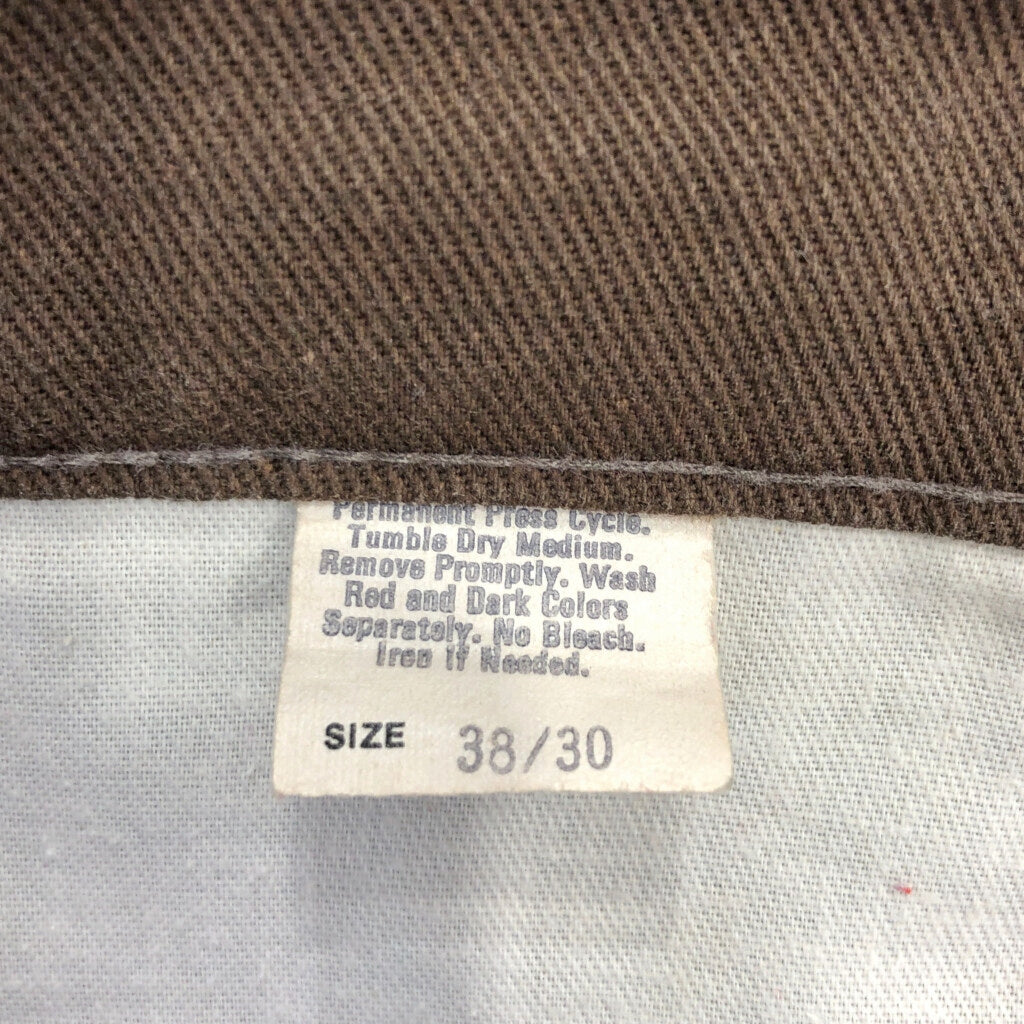 Permanent Press Cycle.
Tumble Dry Medium.
Remove Promptly. Wash
Red and Dark Colors
Separately. No Bleach.
Iron If Needed.
SIZE 38/30